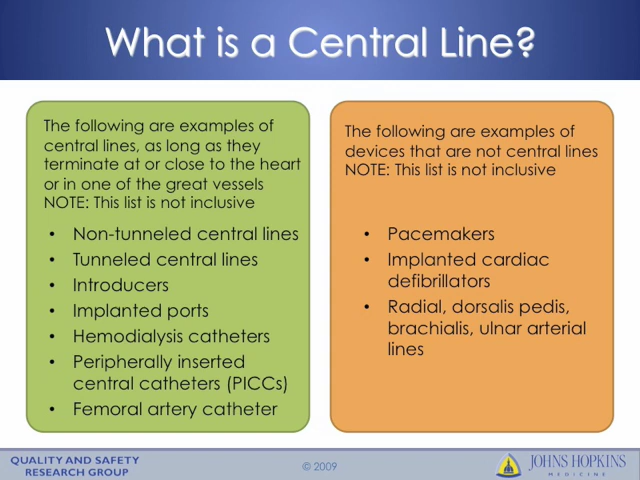 What is a Central Line?
The following are examples of
central lines, as long as they
terminate at or close to the heart
or in one of the great vessels
NOTE: This list is not inclusive
• Non-tunneled central lines
• Tunneled central lines
• Introducers
• Implanted ports
• Hemodialysis catheters
• Peripherally inserted
central catheters (PICCs)
• Femoral artery catheter
The following are examples of
devices that are not central lines
NOTE: This list is not inclusive
• Pacemakers
• Implanted cardiac
defibrillators
• Radial, dorsalis pedis,
brachialis, ulnar arterial
lines
QUALITY AND SAFETY
RESEARCH GROUP
© 2009
JOHNS HOPKINS
MEDICINE